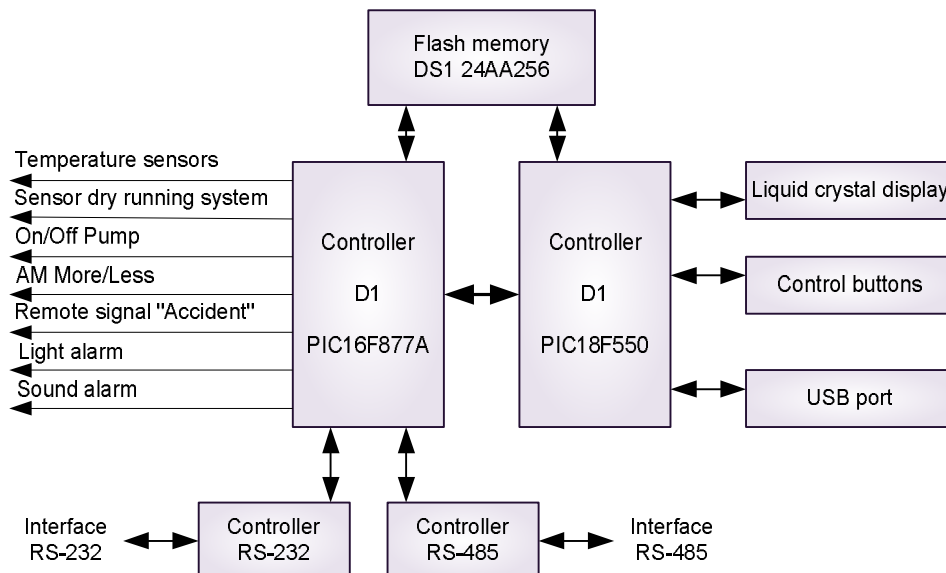 Flash memory
DS1 24AA256
Temperature sensors
Sensor dry running system
On/Off Pump
AM More/Less
Remote signal "Accident"
Light alarm
Sound alarm
Controller
D1
PIC16F877A
Controller
D1
PIC18F550
Liquid crystal display
Control buttons
USB port
Interface
RS-232
Controller
RS-232
Controller
RS-485
Interface
RS-485